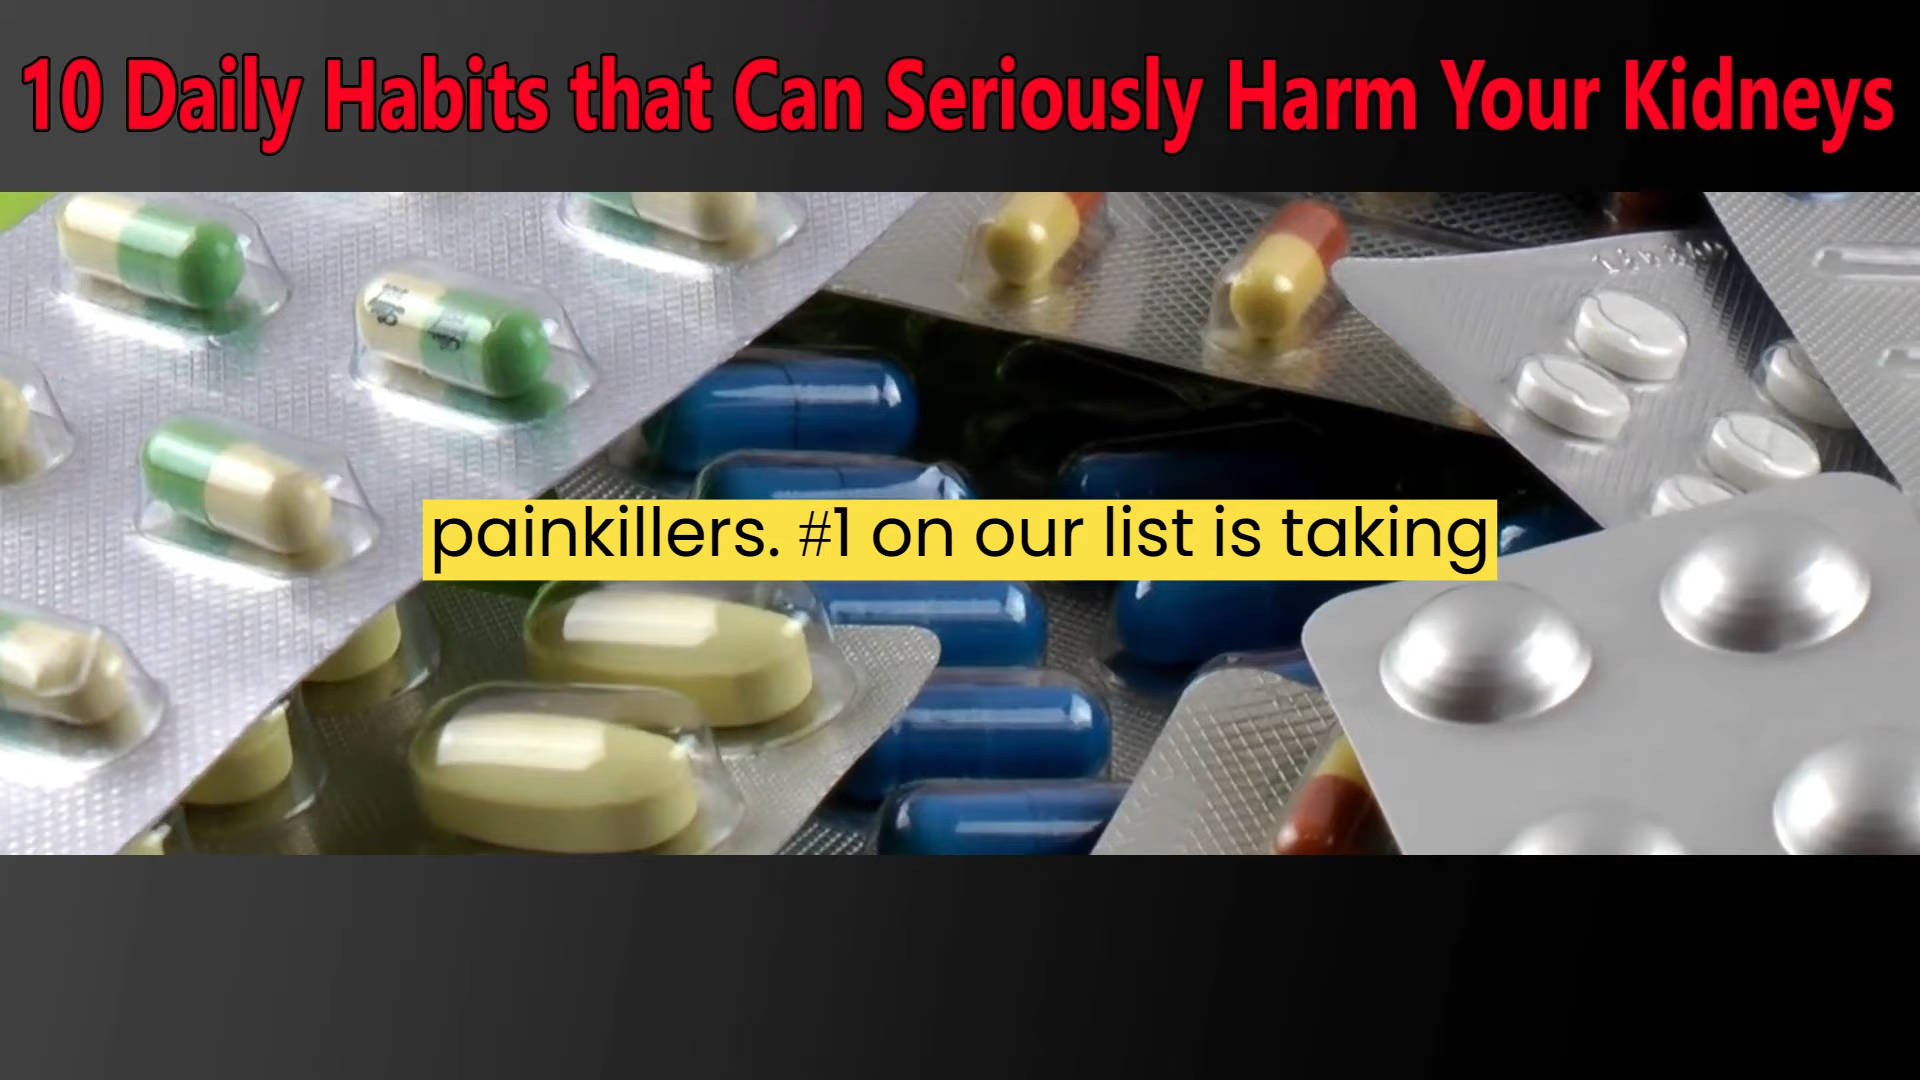 10 Daily Habits that Can Seriously Harm Your Kidneys
painkillers. #1 on our list is taking